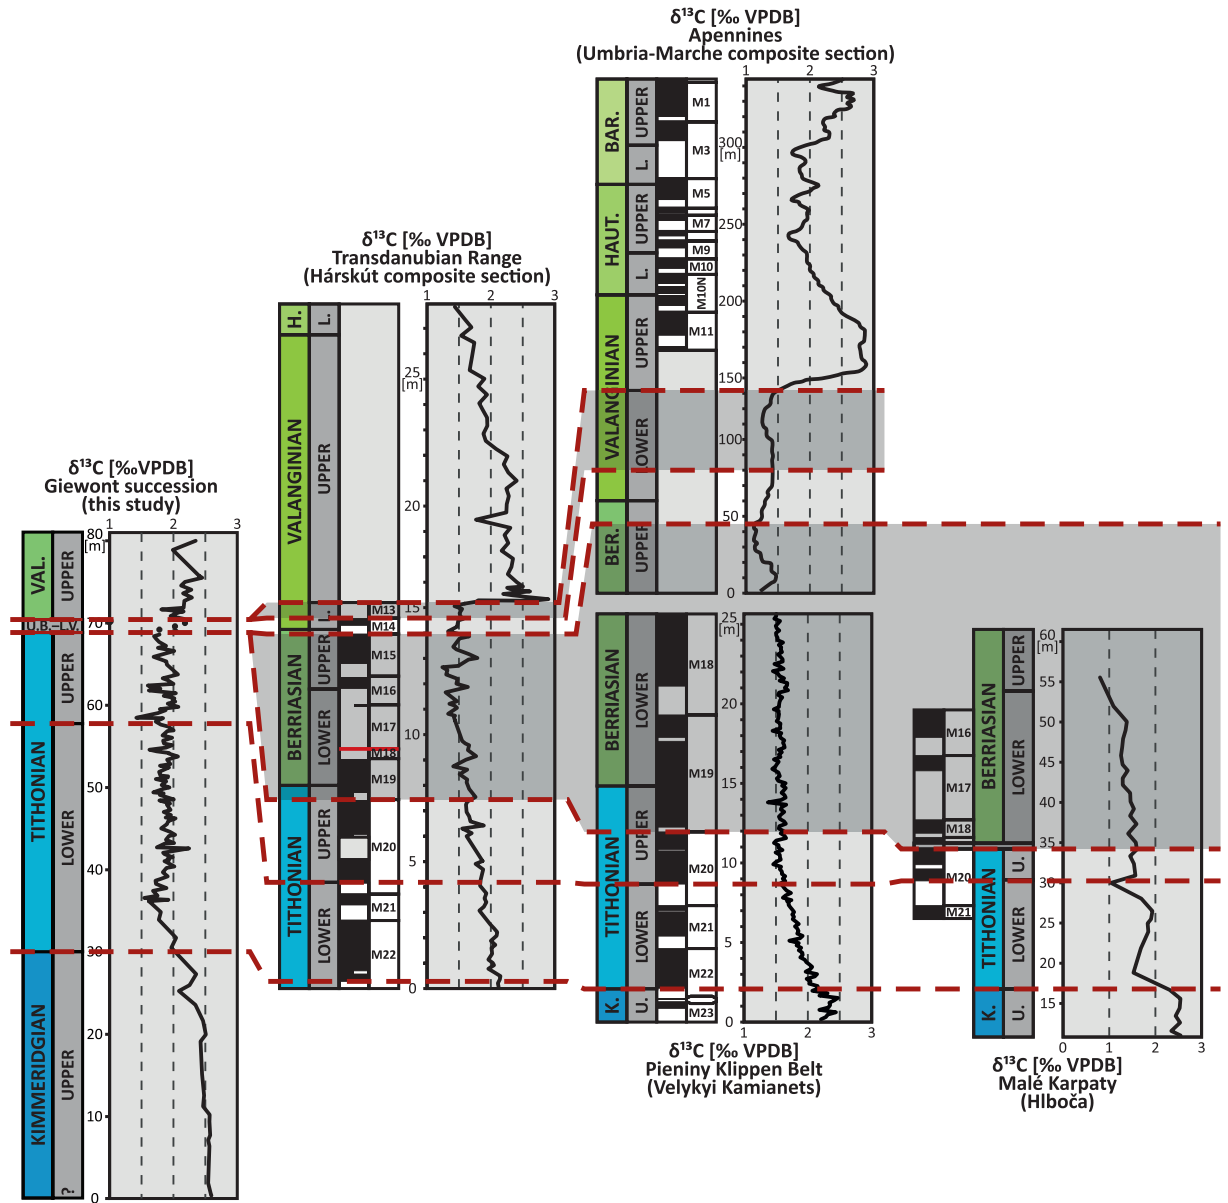 δ¹³C [‰ VPDB]
Apennines
(Umbria-Marche composite section)
1 2 3
BAR.
UPPER
L.
HAUT.
UPPER
L.
VALANGINIAN
UPPER
LOWER
BER.
UPPER
M1
M3
M5
M7
M9
M10
M10N
M11
300
[m]
250
200
150
100
50
0
δ¹³C [‰ VPDB]
Transdanubian Range
(Hárskút composite section)
1 2 3
H.
L.
VALANGINIAN
UPPER
L.
BERRIASIAN
UPPER
LOWER
TITHONIAN
UPPER
LOWER
M13
M14
M15
M16
M17
M18
M19
M20
M21
M22
25
[m]
20
15
10
5
0
δ¹³C [‰VPDB]
Giewont succession
(this study)
1 2 3
VAL.
UPPER
U.B.–L.V.
TITHONIAN
UPPER
LOWER
KIMMERIDGIAN
UPPER
?
80
[m]
70
60
50
40
30
20
10
0
BERRIASIAN
LOWER
TITHONIAN
UPPER
LOWER
K.
U.
M18
M19
M20
M21
M22
M23
25
[m]
20
15
10
5
0
1 2 3
δ¹³C [‰ VPDB]
Pieniny Klippen Belt
(Velykyi Kamianets)
M16
M17
M18
M20
M21
BERRIASIAN
UPPER
LOWER
TITHONIAN
U.
LOWER
K.
U.
60
[m]
55
50
45
40
35
30
25
20
15
0 1 2 3
δ¹³C [‰ VPDB]
Malé Karpaty
(Hlboča)